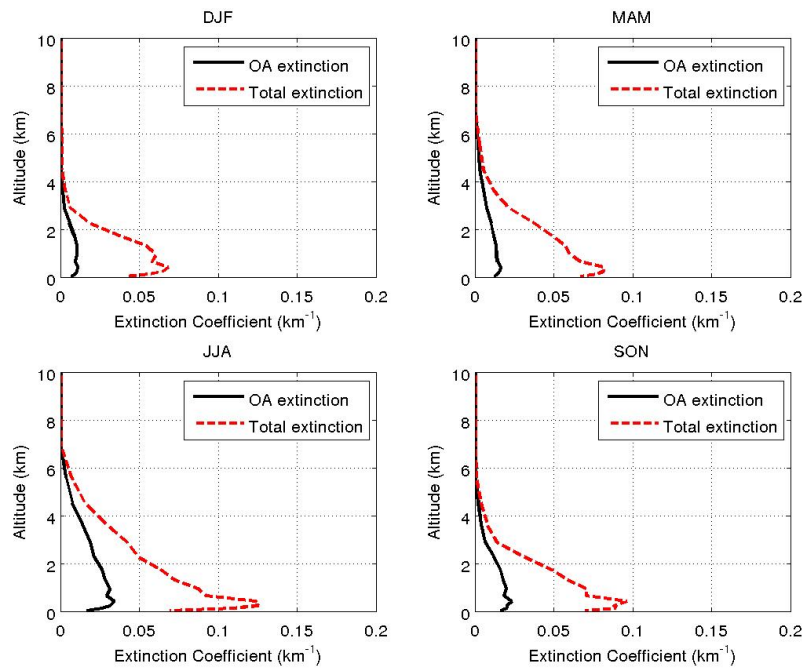 DJF
10
8
6
4
2
0
Altitude (km)
OA extinction
Total extinction
0 0.05 0.1 0.15 0.2
Extinction Coefficient (km⁻¹)
MAM
10
8
6
4
2
0
Altitude (km)
OA extinction
Total extinction
0 0.05 0.1 0.15 0.2
Extinction Coefficient (km⁻¹)
JJA
10
8
6
4
2
0
Altitude (km)
OA extinction
Total extinction
0 0.05 0.1 0.15 0.2
Extinction Coefficient (km⁻¹)
SON
10
8
6
4
2
0
Altitude (km)
OA extinction
Total extinction
0 0.05 0.1 0.15 0.2
Extinction Coefficient (km⁻¹)